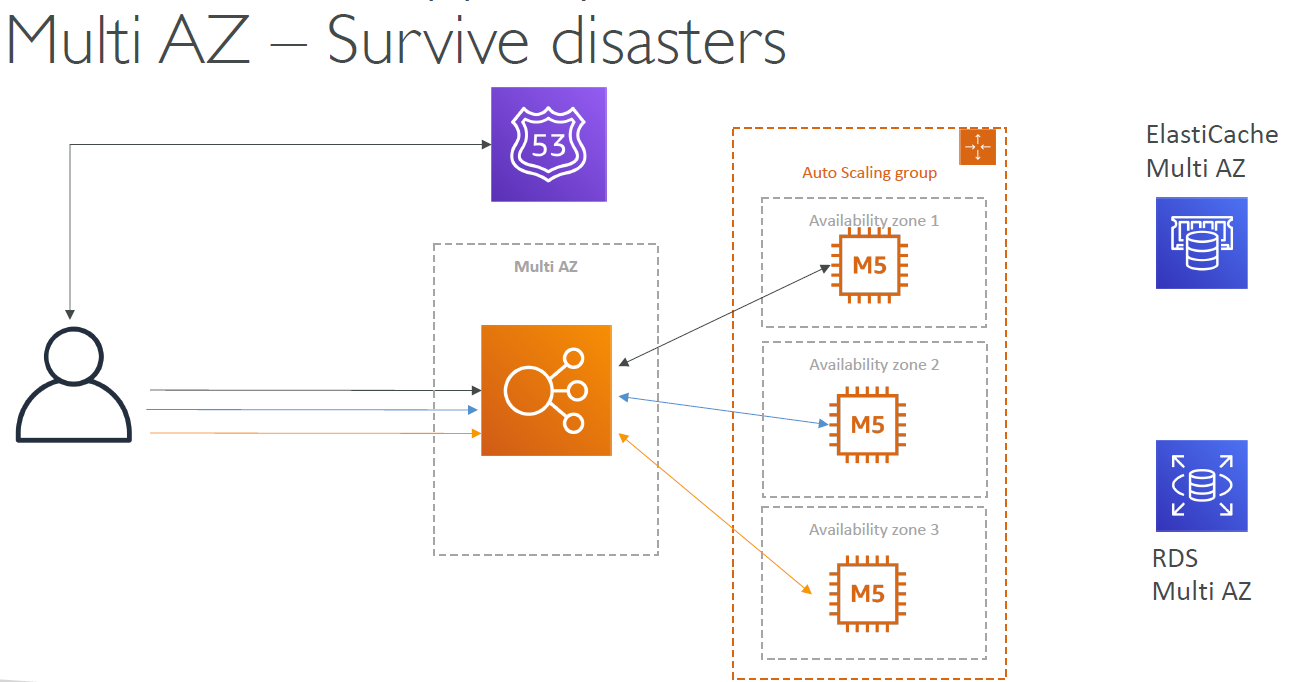 Multi AZ – Survive disasters
53
ElastiCache
Multi AZ
Auto Scaling group
Availability zone 1
M5
Multi AZ
Availability zone 2
M5
Availability zone 3
M5
RDS
Multi AZ